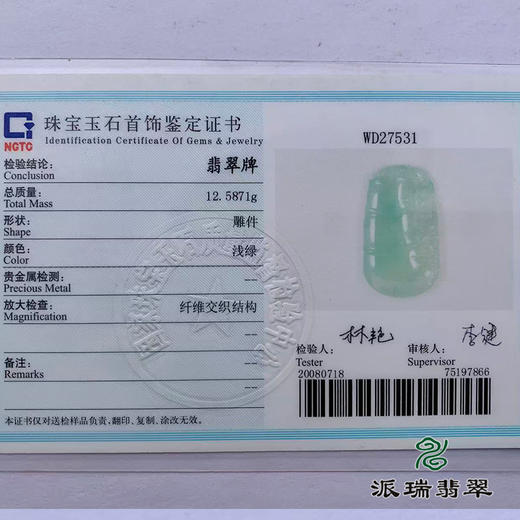 NGTC
珠宝玉石首饰鉴定证书
Identification Certificate Of Gems & Jewelry
检验结论：
Conclusion
翡翠牌
总质量：
Total Mass
12.5871g
形状：
Shape
雕件
颜色：
Color
浅绿
贵金属检测：
Precious Metal
---
放大检查：
Magnification
纤维交织结构
---
备注：
Remarks
---
本证书仅对送检样品负责，翻印、复制、涂改无效。
WD27531
林艳
李键
检验人：
Tester
审核人：
Supervisor
20080718
75197866
派瑞翡翠